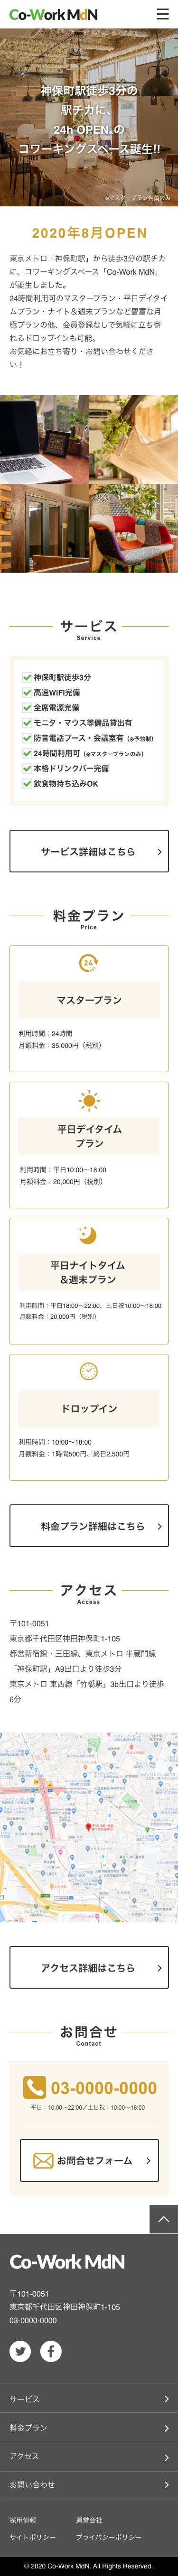 Co-Work MdN
神保町駅徒歩3分の
駅チカに、
24h OPEN※の
コワーキングスペース誕生!!
※マスタープラン会員のみ
2020年8月OPEN
東京メトロ「神保町駅」から徒歩3分の駅チカ
に、コワーキングスペース「Co-Work MdN」
が誕生しました。
24時間利用可のマスタープラン・平日デイタイ
ムプラン・ナイト＆週末プランなど豊富な月
極プランの他、会員登録なしで気軽に立ち寄
れるドロップインも可能。
お気軽にお立ち寄り・お問い合わせくださ
い！
サービス
Service
神保町駅徒歩3分
高速WiFi完備
全席電源完備
モニタ・マウス等備品貸出有
防音電話ブース・会議室有（※予約制）
24時間利用可（※マスタープランのみ）
本格ドリンクバー完備
飲食物持ち込みOK
サービス詳細はこちら
料金プラン
Price
24
マスタープラン
利用時間：24時間
月額料金：35,000円（税別）
平日デイタイム
プラン
利用時間：平日10:00〜18:00
月額料金：20,000円（税別）
平日ナイトタイム
＆週末プラン
利用時間：平日18:00〜22:00、土日祝10:00〜18:00
月額料金：20,000円（税別）
ドロップイン
利用時間：10:00〜18:00
月額料金：1時間500円、終日2,500円
料金プラン詳細はこちら
アクセス
Access
〒101-0051
東京都千代田区神田神保町1-105
都営新宿線・三田線、東京メトロ 半蔵門線
「神保町駅」A9出口より徒歩3分
東京メトロ 東西線「竹橋駅」3b出口より徒歩
6分
アクセス詳細はこちら
お問合せ
Contact
03-0000-0000
平日：10:00〜22:00／土日祝：10:00〜18:00
お問合せフォーム
Co-Work MdN
〒101-0051
東京都千代田区神田神保町1-105
03-0000-0000
サービス
料金プラン
アクセス
お問い合わせ
採用情報 運営会社
サイトポリシー プライバシーポリシー
© 2020 Co-Work MdN. All Rights Reserved.